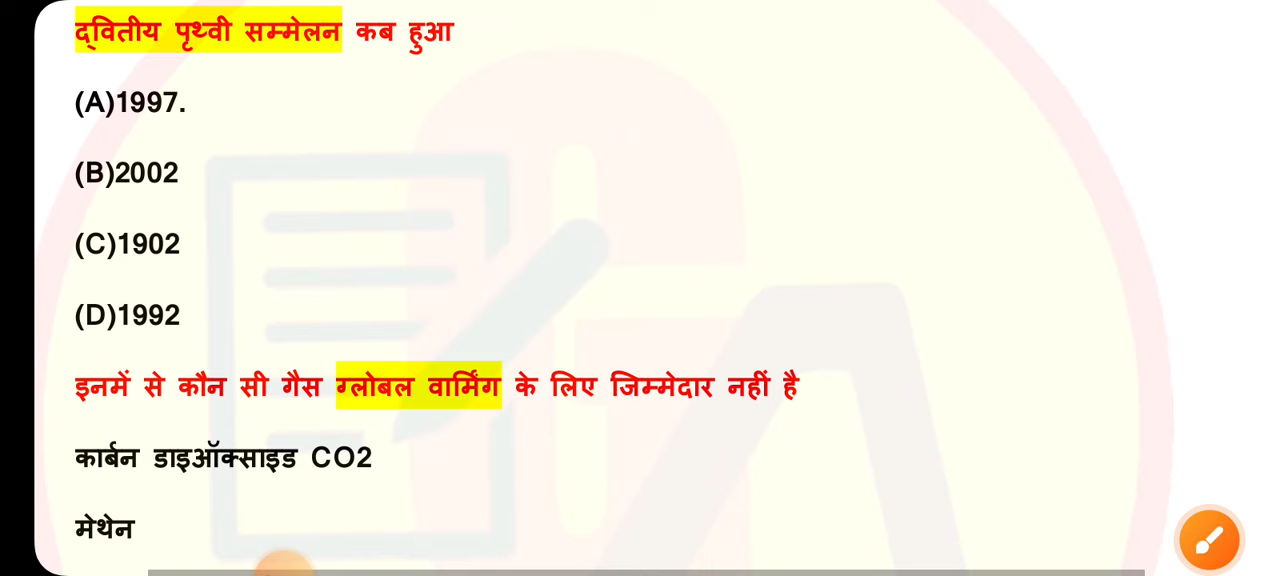 द्वितीय पृथ्वी सम्मेलन कब हुआ
(A)1997.
(B)2002
(C)1902
(D)1992
इनमें से कौन सी गैस ग्लोबल वार्मिंग के लिए जिम्मेदार नहीं है
कार्बन डाइऑक्साइड CO2
मेथेन